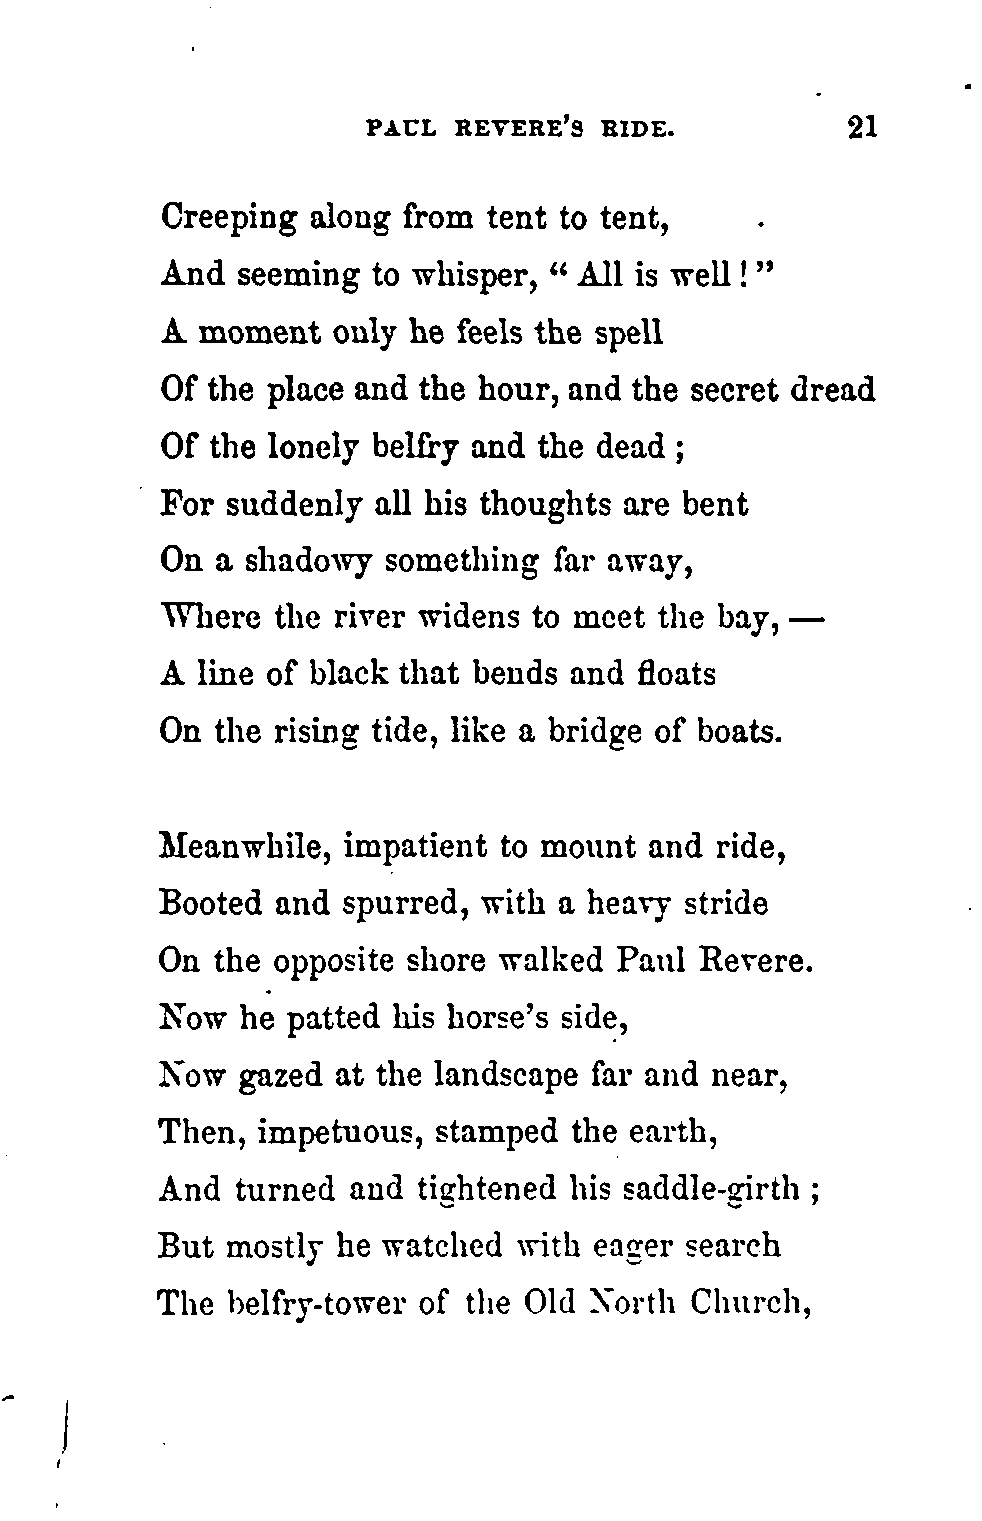 PAUL REVERE'S RIDE. 21
Creeping along from tent to tent,
And seeming to whisper, “ All is well ! ”
A moment only he feels the spell
Of the place and the hour, and the secret dread
Of the lonely belfry and the dead ;
For suddenly all his thoughts are bent
On a shadowy something far away,
Where the river widens to meet the bay, —
A line of black that bends and floats
On the rising tide, like a bridge of boats.
Meanwhile, impatient to mount and ride,
Booted and spurred, with a heavy stride
On the opposite shore walked Paul Revere.
Now he patted his horse's side,
Now gazed at the landscape far and near,
Then, impetuous, stamped the earth,
And turned and tightened his saddle-girth ;
But mostly he watched with eager search
The belfry-tower of the Old North Church,